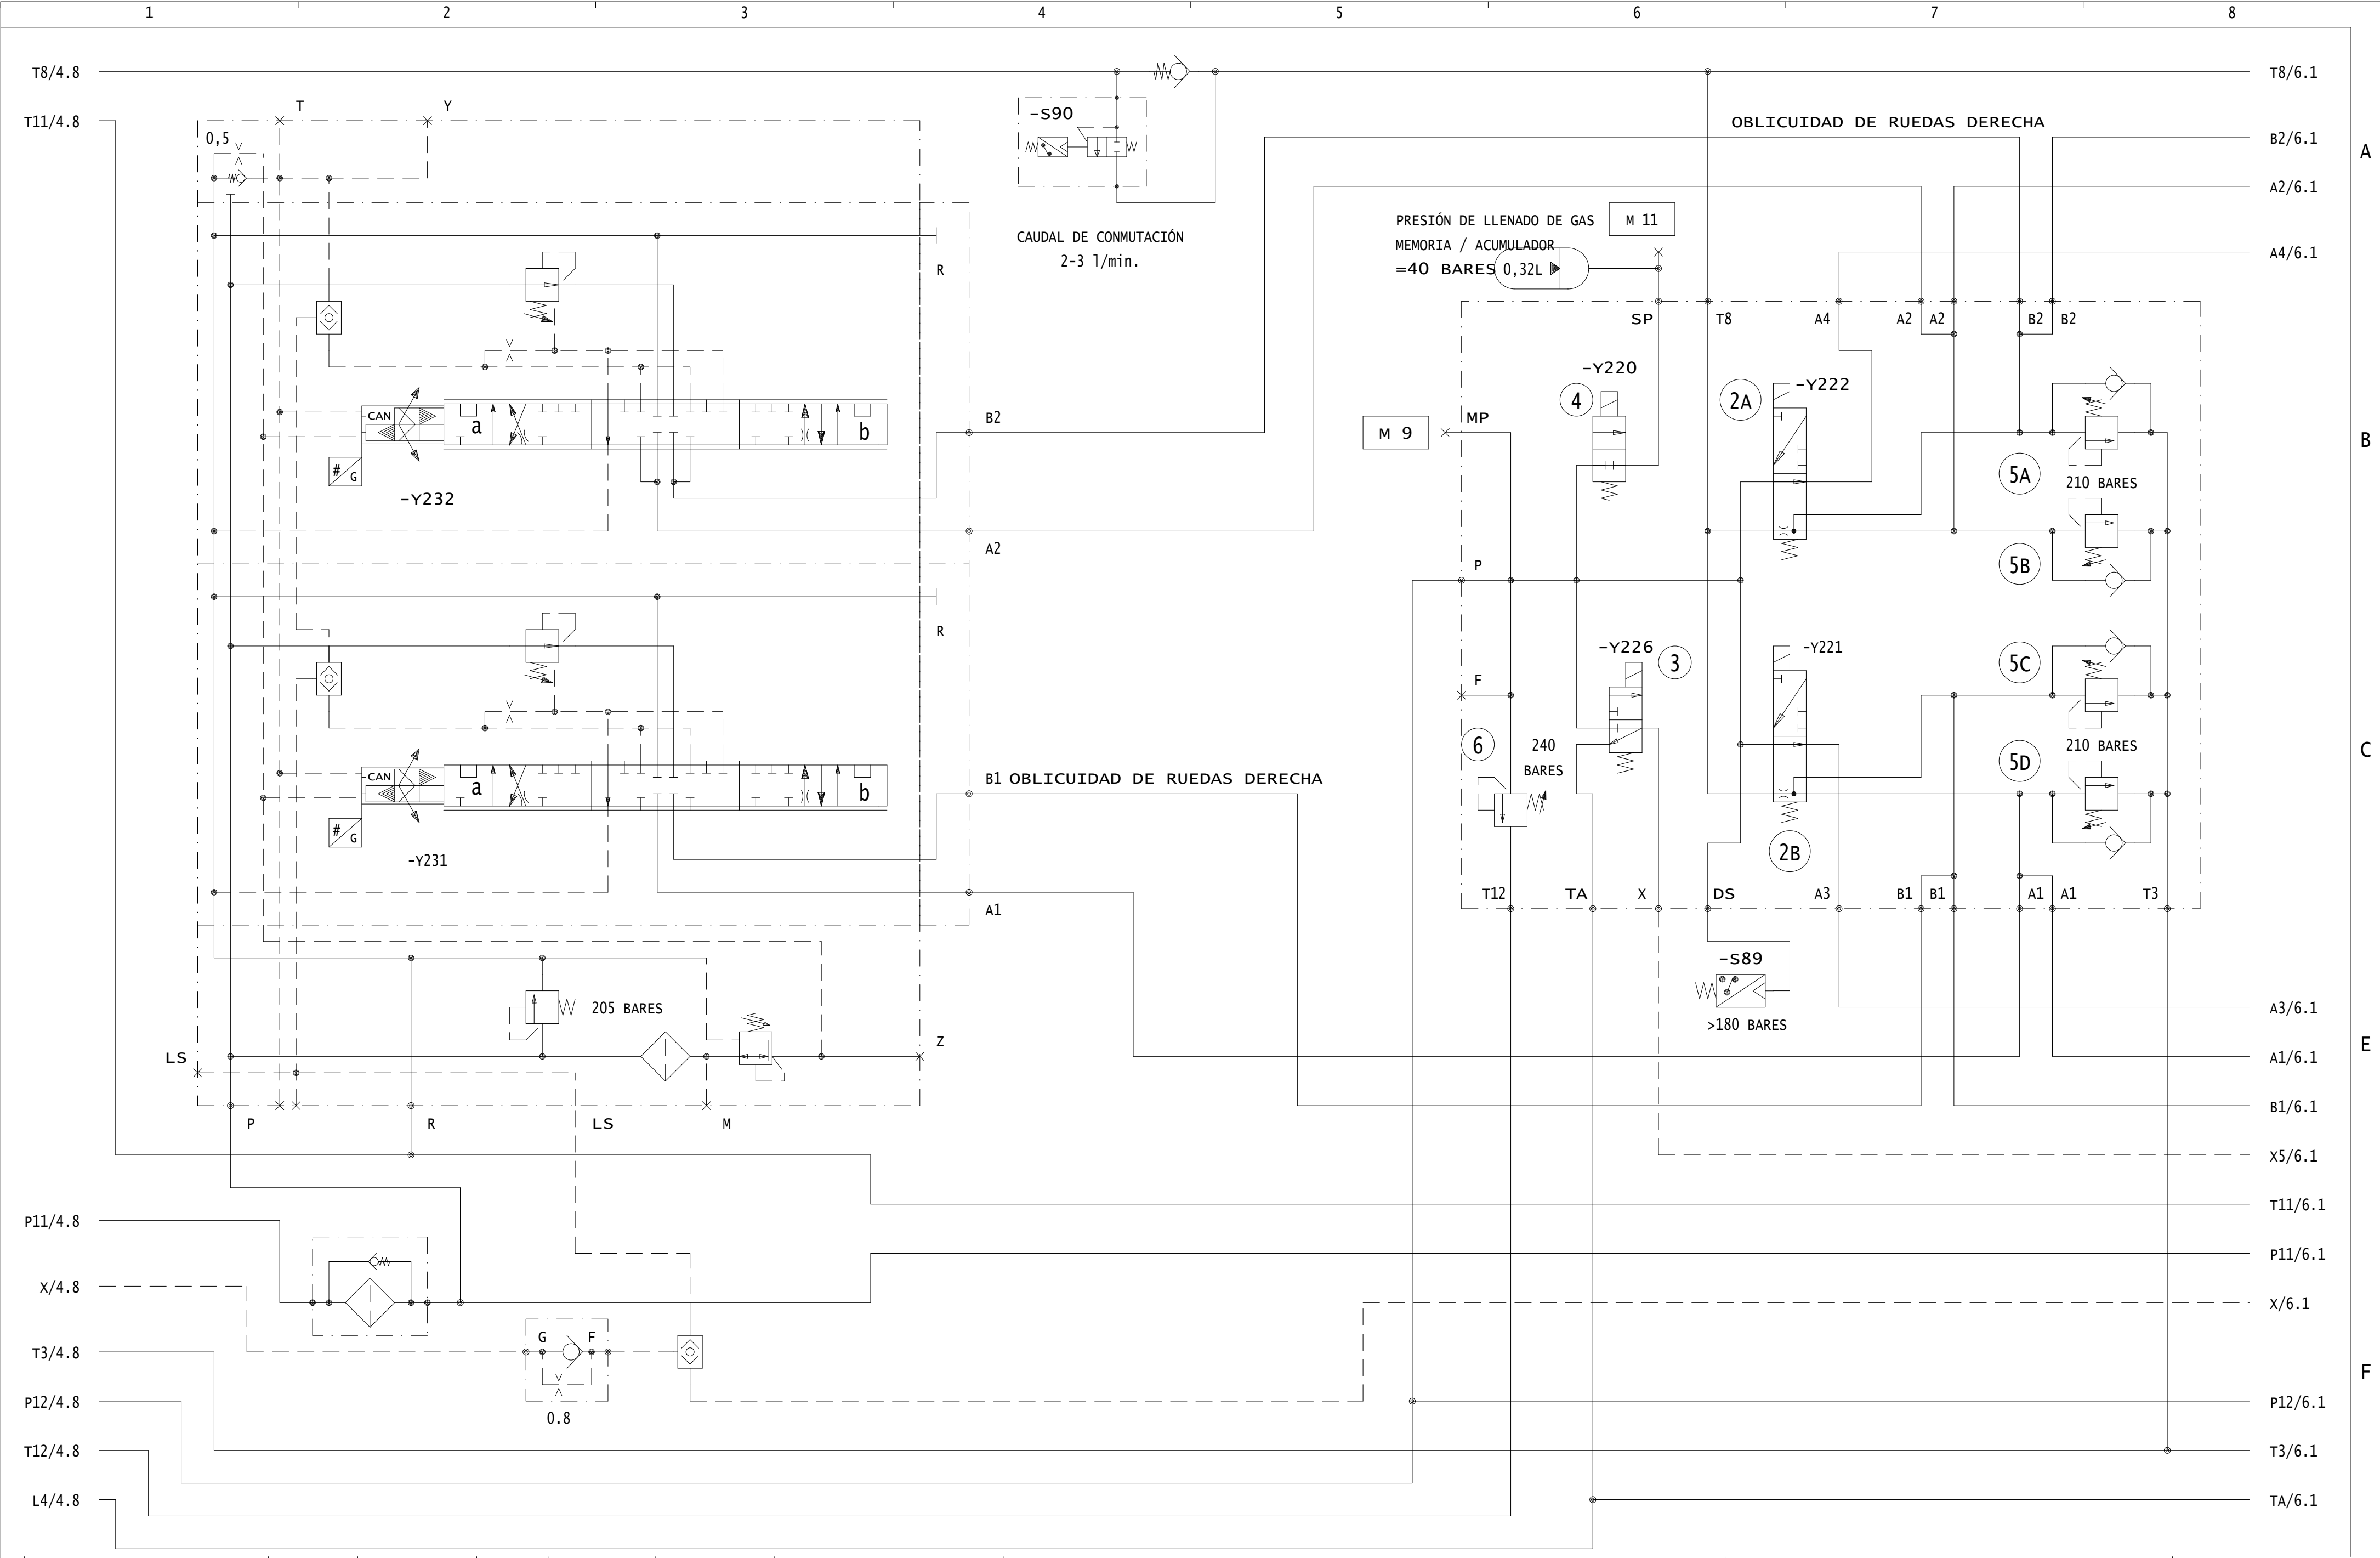 1 2 3 4 5 6 7 8
T8/4.8
T8/6.1
T Y
-S90
T11/4.8
OBLICUIDAD DE RUEDAS DERECHA
0,5
B2/6.1
A
A2/6.1
PRESIÓN DE LLENADO DE GAS
M 11
CAUDAL DE CONMUTACIÓN
MEMORIA / ACUMULADOR
A4/6.1
2-3 l/min.
R
=40 BARES
0,32L
SP T8 A4 A2 A2 B2 B2
-Y220
4
2A
-Y222
CAN
a
b
B2
M 9
MP
B
# G
5A
210 BARES
-Y232
A2
P
5B
R
-Y226
3
-Y221
5C
F
6
240
BARES
210 BARES
C
5D
CAN
a
b
B1 OBLICUIDAD DE RUEDAS DERECHA
# G
-Y231
2B
A1
T12 TA X DS A3 B1 B1 A1 A1 T3
-S89
205 BARES
>180 BARES
A3/6.1
Z
E
LS
A1/6.1
P R LS M
B1/6.1
X5/6.1
T11/6.1
P11/4.8
P11/6.1
X/4.8
X/6.1
G F
T3/4.8
F
P12/4.8
P12/6.1
0.8
T12/4.8
T3/6.1
L4/4.8
TA/6.1